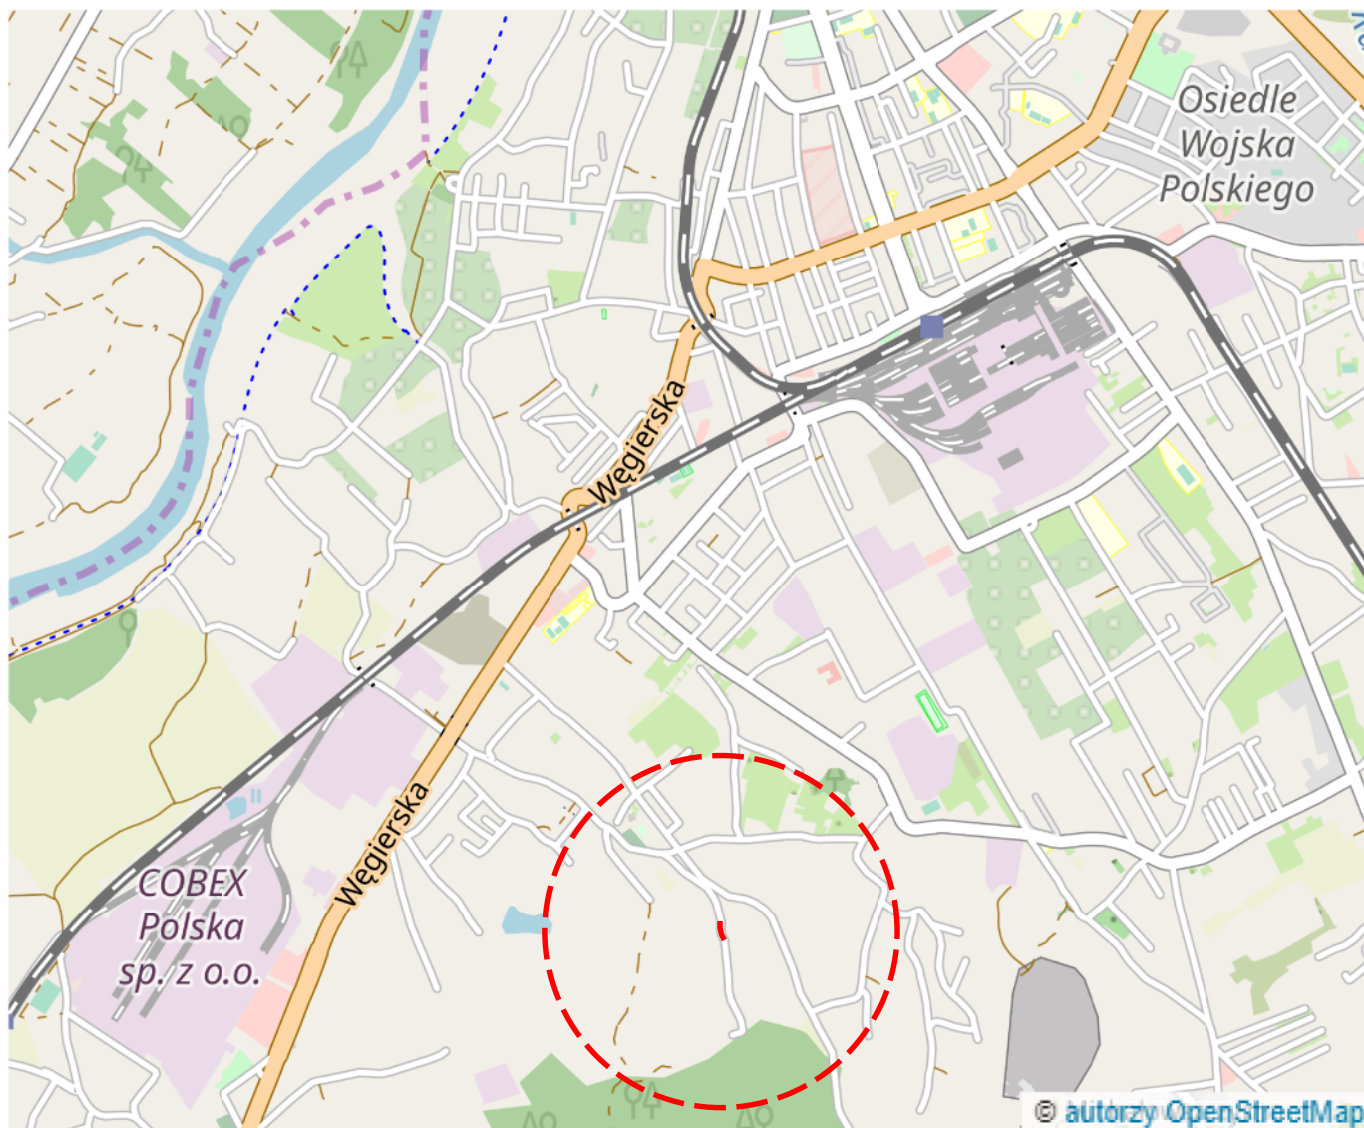 Osiedle
Wojska
Polskiego
Węgierska
Węgierska
COBEX
Polska
sp. z o.o.
© autorzy OpenStreetMap